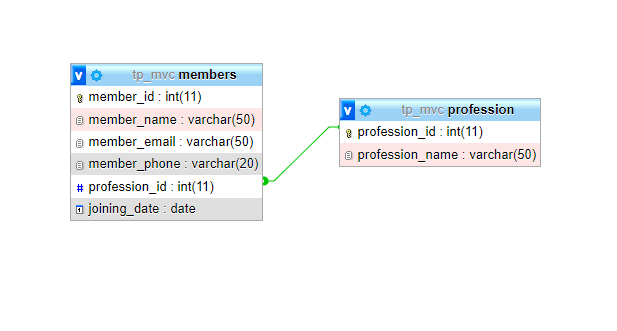 v tp_mvc members
member_id : int(11)
member_name : varchar(50)
member_email : varchar(50)
member_phone : varchar(20)
# profession_id : int(11)
joining_date : date
v tp_mvc profession
profession_id : int(11)
profession_name : varchar(50)